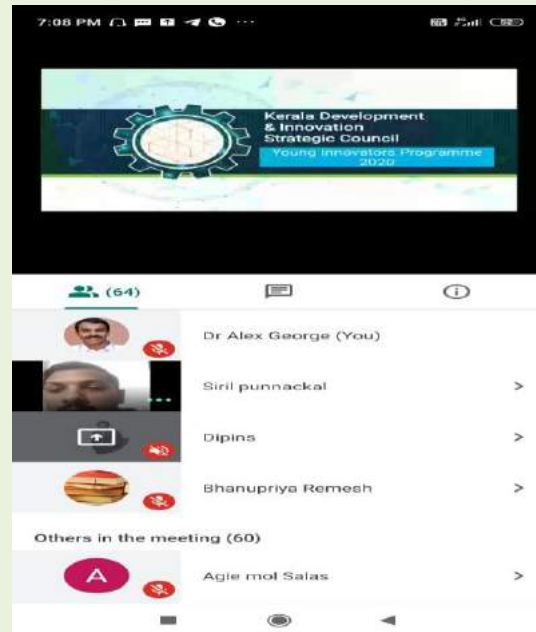 7:08 PM
Kerala Development
& Innovation
Strategic Council
Young Innovators Programme
2020
(64)
Dr Alex George (You)
Siril punnackal
Dipins
Bhanupriya Remesh
Others in the meeting (60)
A
Agie mol Salas